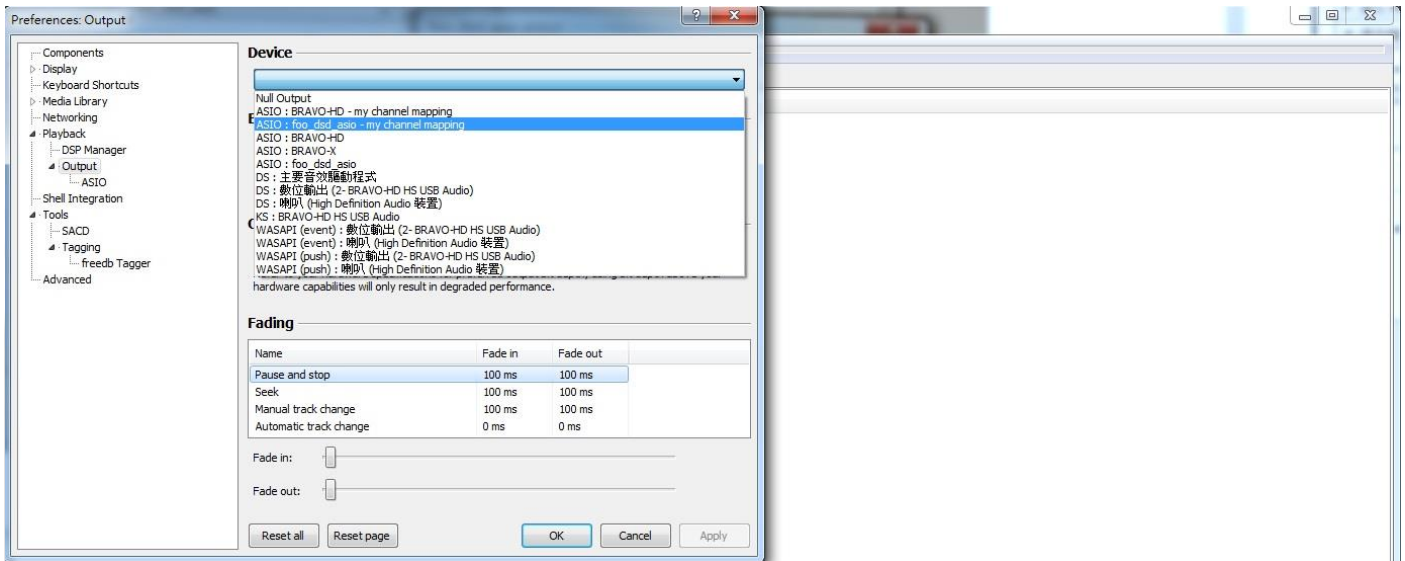 Preferences: Output
Components
Display
Keyboard Shortcuts
Media Library
Networking
Playback
DSP Manager
Output
ASIO
Shell Integration
Tools
SACD
Tagging
freedb Tagger
Advanced
Device
Null Output
ASIO : BRAVO-HD - my channel mapping
ASIO : foo_dsd_asio - my channel mapping
ASIO : BRAVO-HD
ASIO : BRAVO-X
ASIO : foo_dsd_asio
DS : 主要音效驅動程式
DS : 數位輸出 (2- BRAVO-HD HS USB Audio)
DS : 喇叭 (High Definition Audio 裝置)
KS : BRAVO-HD HS USB Audio
WASAPI (event) : 數位輸出 (2- BRAVO-HD HS USB Audio)
WASAPI (event) : 喇叭 (High Definition Audio 裝置)
WASAPI (push) : 數位輸出 (2- BRAVO-HD HS USB Audio)
WASAPI (push) : 喇叭 (High Definition Audio 裝置)
hardware capabilities will only result in degraded performance.
Fading
Name Fade in Fade out
Pause and stop 100 ms 100 ms
Seek 100 ms 100 ms
Manual track change 100 ms 100 ms
Automatic track change 0 ms 0 ms
Fade in:
Fade out:
Reset all Reset page OK Cancel Apply